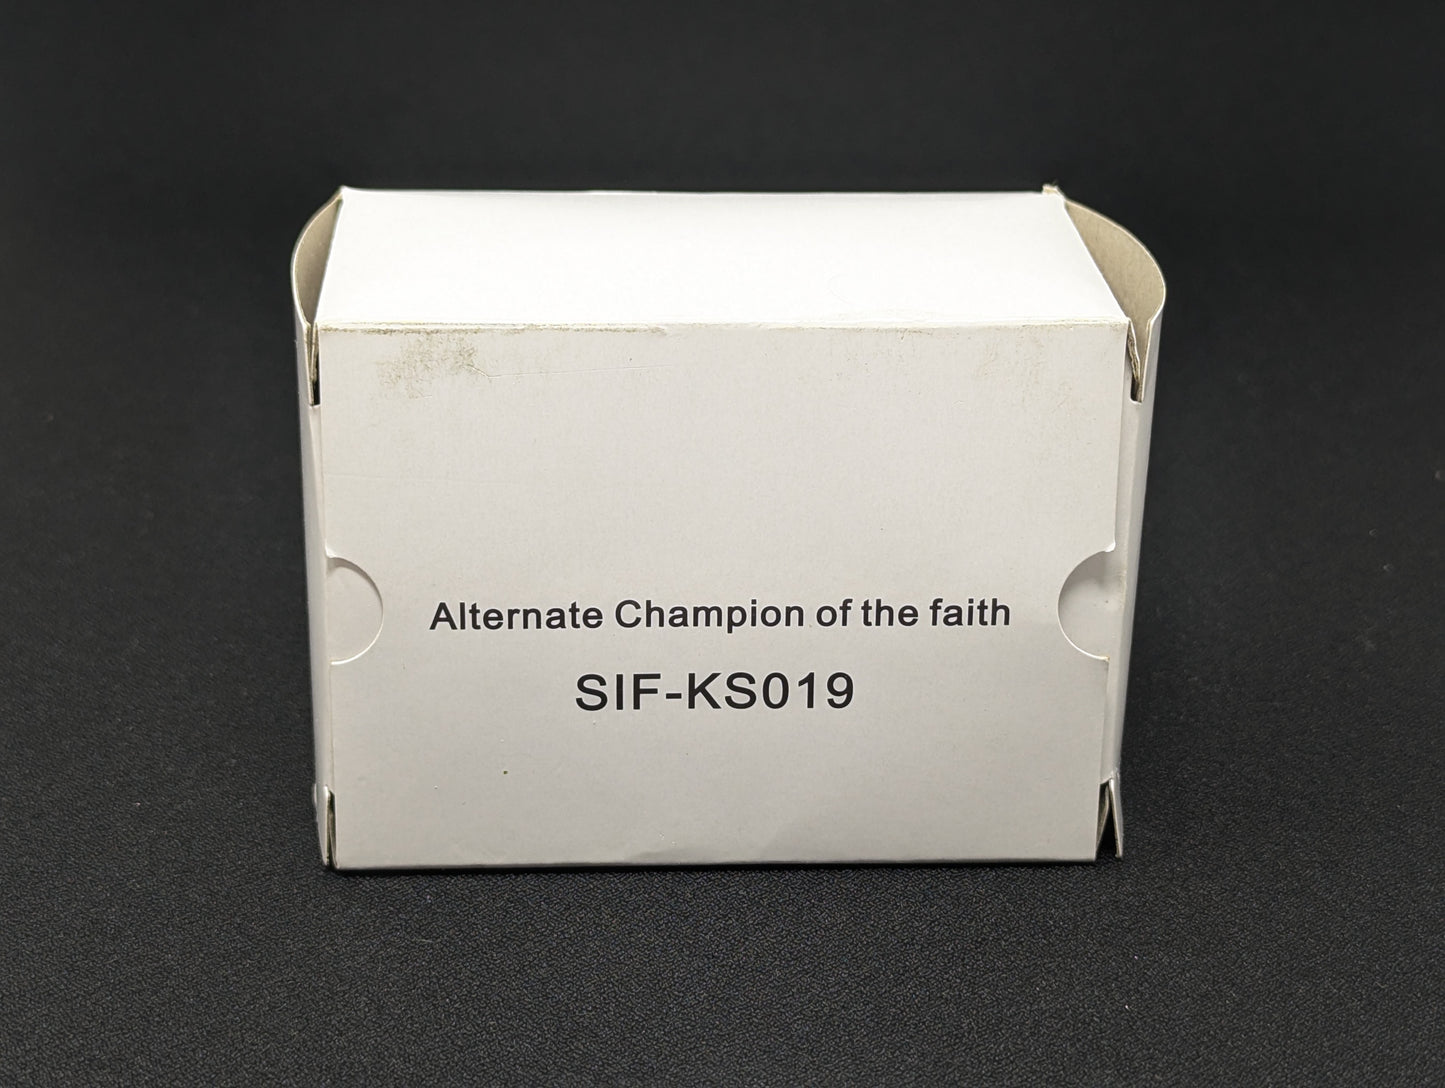 Alternate Champion of the faith
SIF-KS019